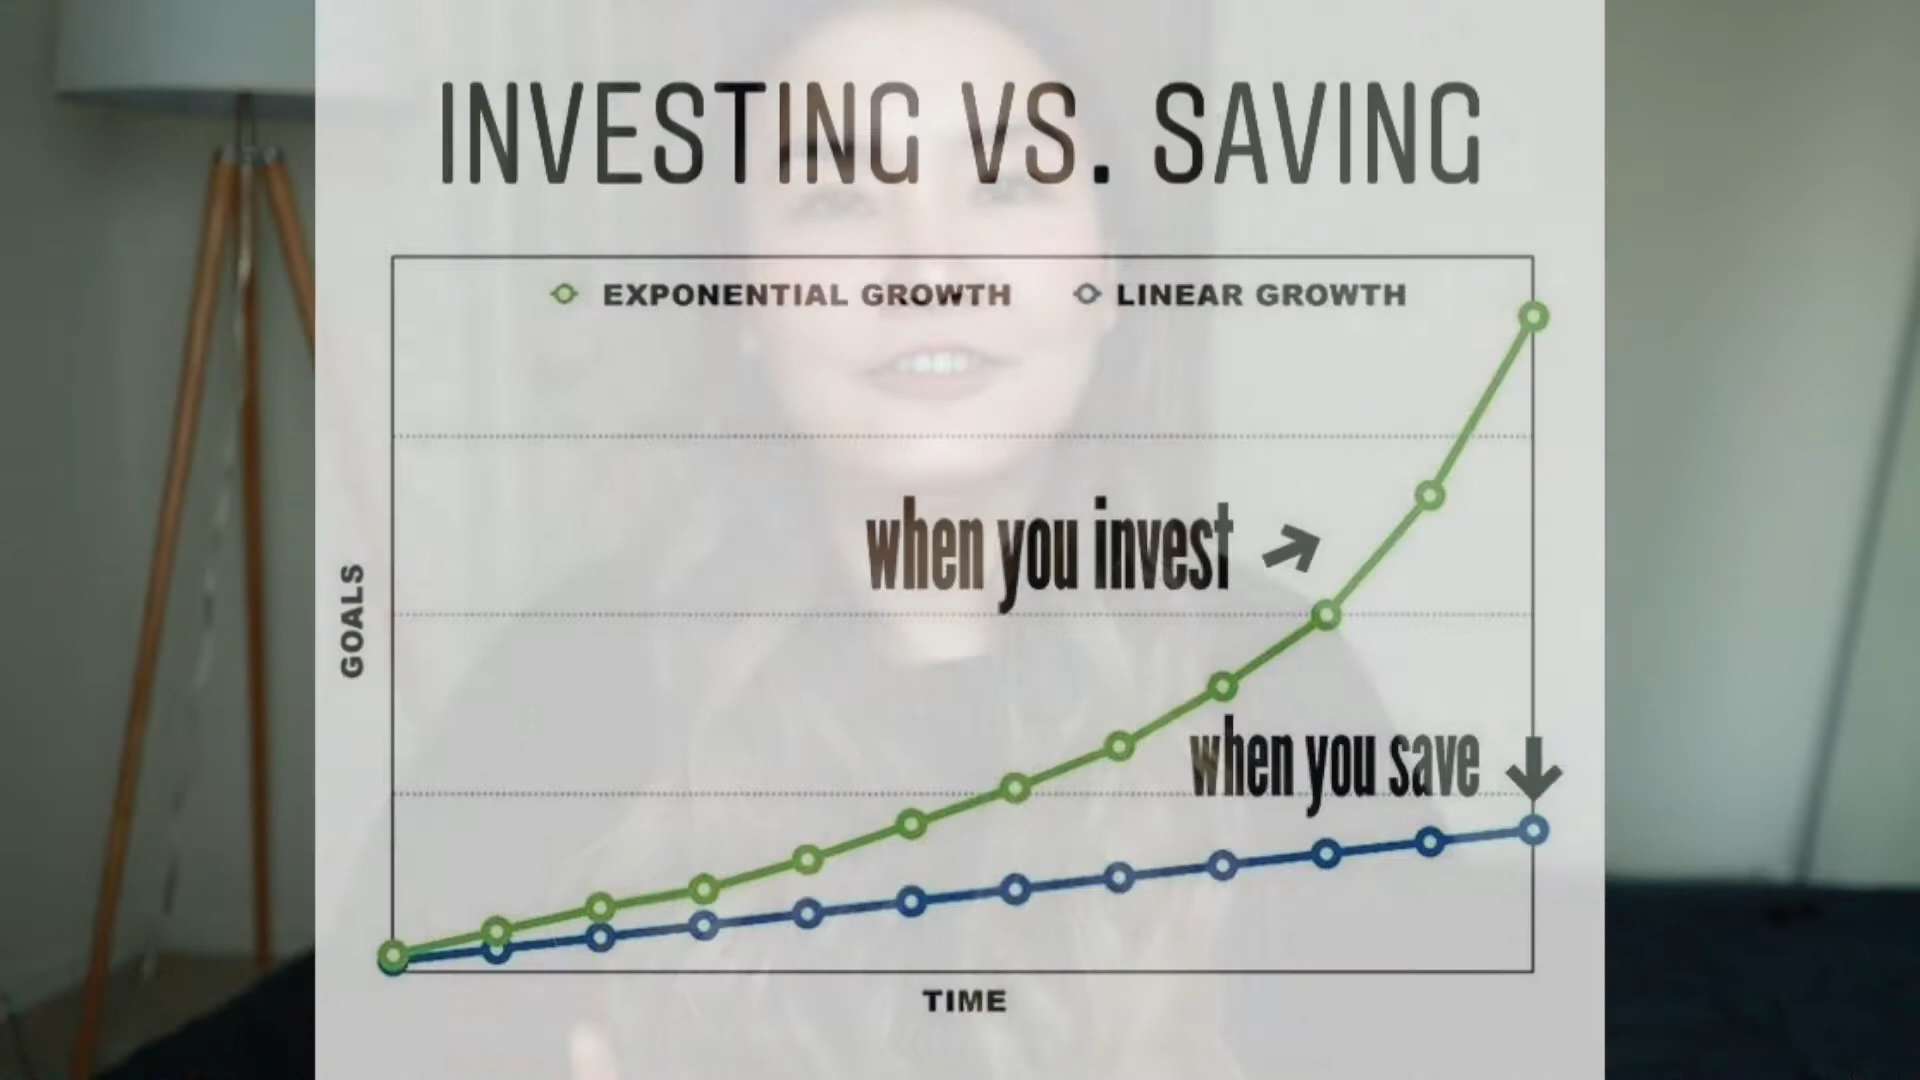 INVESTING VS. SAVING
EXPONENTIAL GROWTH LINEAR GROWTH
when you invest
when you save
GOALS
TIME